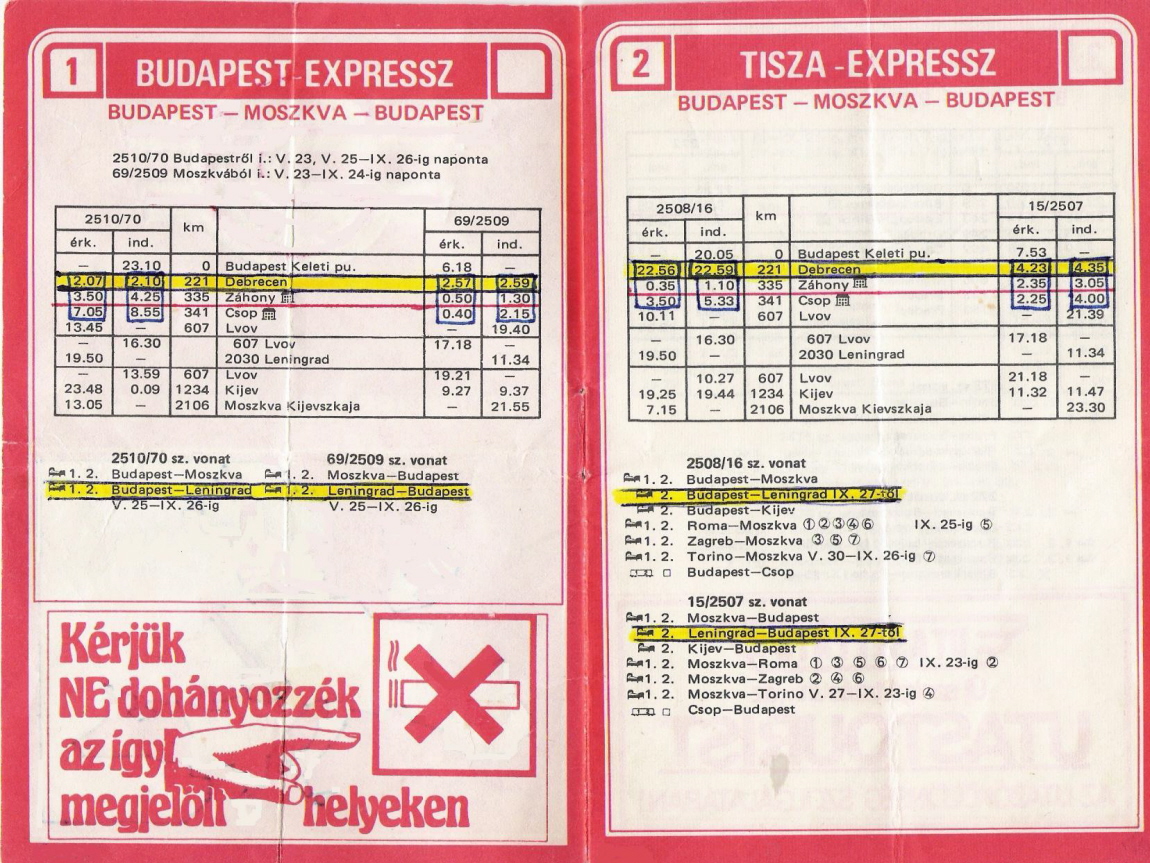 1 BUDAPEST-EXPRESSZ
BUDAPEST — MOSZKVA — BUDAPEST
2510/70 Budapestről i.: V. 23, V. 25—IX. 26-ig naponta
69/2509 Moszkvából i.: V. 23—IX. 24-ig naponta
2510/70 km 69/2509
érk. ind. érk. ind.
— 23.10 0 Budapest Keleti pu. 6.18 —
2.07 2.10 221 Debrecen 2.57 2.59
3.50 4.25 335 Záhony 0.50 1.30
7.05 8.55 341 Csop 0.40 2.15
13.45 — 607 Lvov — 19.40
— 16.30 607 Lvov 17.18 —
19.50 — 2030 Leningrad 11.34
— 13.59 607 Lvov 19.21 —
23.48 0.09 1234 Kijev 9.27 9.37
13.05 — 2106 Moszkva Kijevszkaja — 21.55
2510/70 sz. vonat 69/2509 sz. vonat
1. 2. Budapest—Moszkva 1. 2. Moszkva—Budapest
1. 2. Budapest—Leningrad 1. 2. Leningrad—Budapest
V. 25—IX. 26-ig V. 25—IX. 26-ig
Kérjük
NE dohányozzék
az így
megjelölt helyeken
2 TISZA-EXPRESSZ
BUDAPEST — MOSZKVA — BUDAPEST
2508/16 km 15/2507
érk. ind. érk. ind.
— 20.05 0 Budapest Keleti pu. 7.53 —
22.56 22.59 221 Debrecen 4.23 4.35
0.35 1.10 335 Záhony 2.35 3.05
3.50 5.33 341 Csop 2.25 4.00
10.11 — 607 Lvov — 21.39
— 16.30 607 Lvov 17.18 —
19.50 — 2030 Leningrad — 11.34
— 10.27 607 Lvov 21.18 —
19.25 19.44 1234 Kijev 11.32 11.47
7.15 — 2106 Moszkva Kievszkaja — 23.30
2508/16 sz. vonat
1. 2. Budapest—Moszkva
2. Budapest—Leningrad IX. 27-től
2. Budapest—Kijev
1. 2. Roma—Moszkva ①②③④⑥ IX. 25-ig ⑤
1. 2. Zagreb—Moszkva ③ ⑤ ⑦
1. 2. Torino—Moszkva V. 30—IX. 26-ig ⑦
Budapest—Csop
15/2507 sz. vonat
1. 2. Moszkva—Budapest
2. Leningrad—Budapest IX. 27-től
2. Kijev—Budapest
1. 2. Moszkva—Roma ① ③ ⑤ ⑥ ⑦ IX. 23-ig ②
1. 2. Moszkva—Zagreb ② ④ ⑥
1. 2. Moszkva—Torino V. 27—IX. 23-ig ④
Csop—Budapest